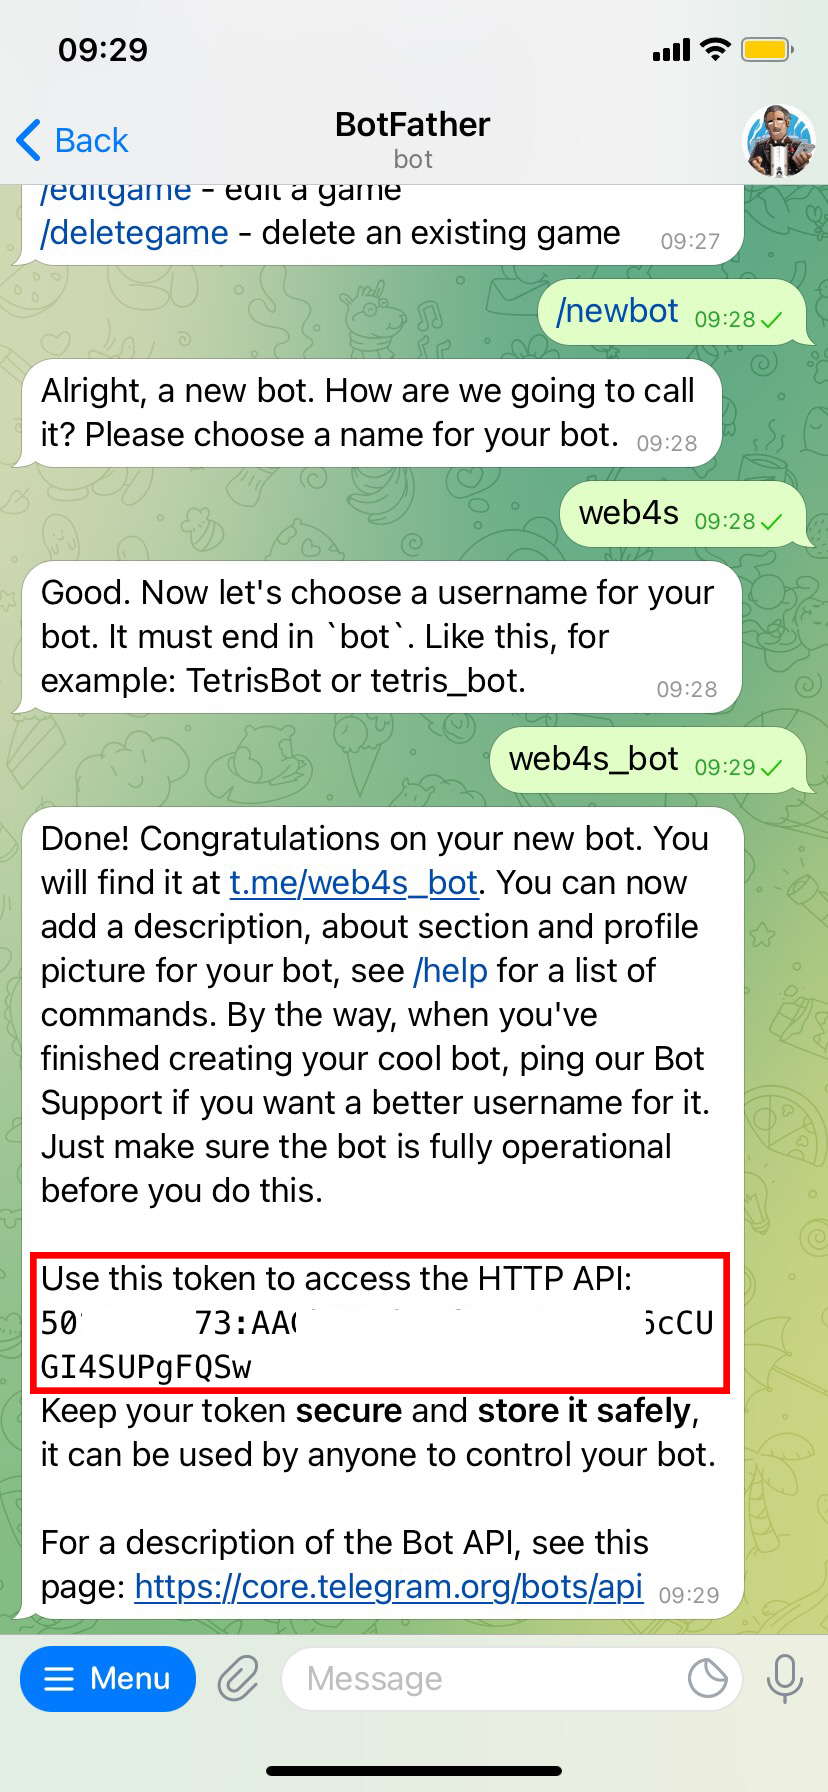 09:29
Back
BotFather
bot
/editgame - edit a game
/deletegame - delete an existing game 09:27
/newbot 09:28
Alright, a new bot. How are we going to call
it? Please choose a name for your bot. 09:28
web4s 09:28
Good. Now let's choose a username for your
bot. It must end in `bot`. Like this, for
example: TetrisBot or tetris_bot. 09:28
web4s_bot 09:29
Done! Congratulations on your new bot. You
will find it at t.me/web4s_bot. You can now
add a description, about section and profile
picture for your bot, see /help for a list of
commands. By the way, when you've
finished creating your cool bot, ping our Bot
Support if you want a better username for it.
Just make sure the bot is fully operational
before you do this.
Use this token to access the HTTP API:
50 73:AA cCU
GI4SUPgFQSw
Keep your token secure and store it safely,
it can be used by anyone to control your bot.
For a description of the Bot API, see this
page: https://core.telegram.org/bots/api 09:29
Menu
Message